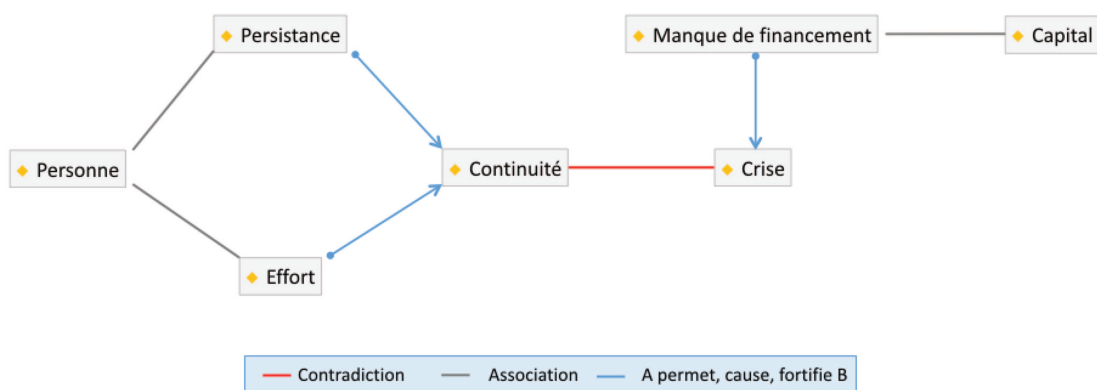 Persistance
Manque de financement
Capital
Personne
Continuité
Crise
Effort
Contradiction
Association
A permet, cause, fortifie B